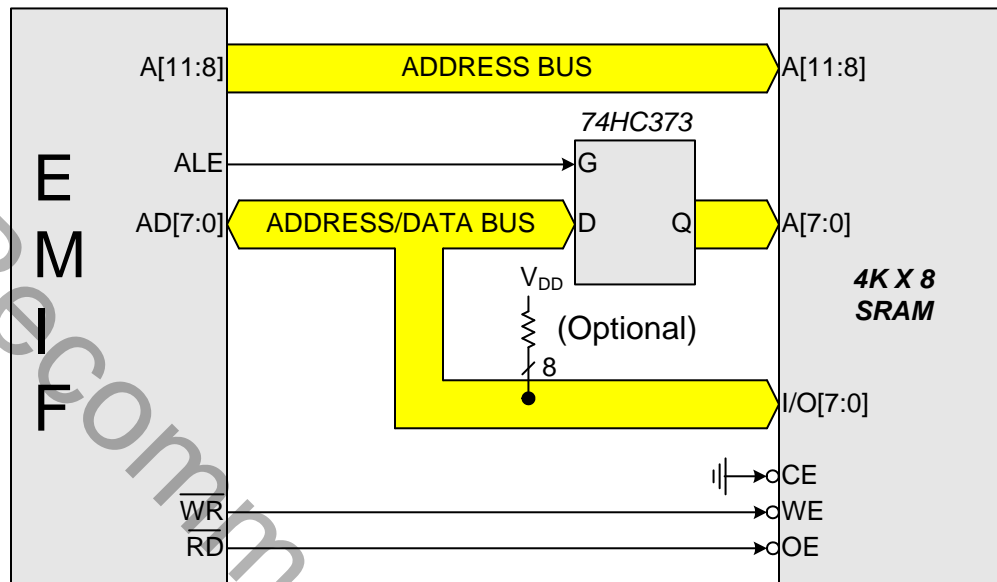 A[11:8]
ADDRESS BUS
A[11:8]
74HC373
ALE
G
E
M
I
F
AD[7:0]
ADDRESS/DATA BUS
D
Q
A[7:0]
VDD
(Optional)
8
4K X 8
SRAM
I/O[7:0]
CE
WR
WE
RD
OE